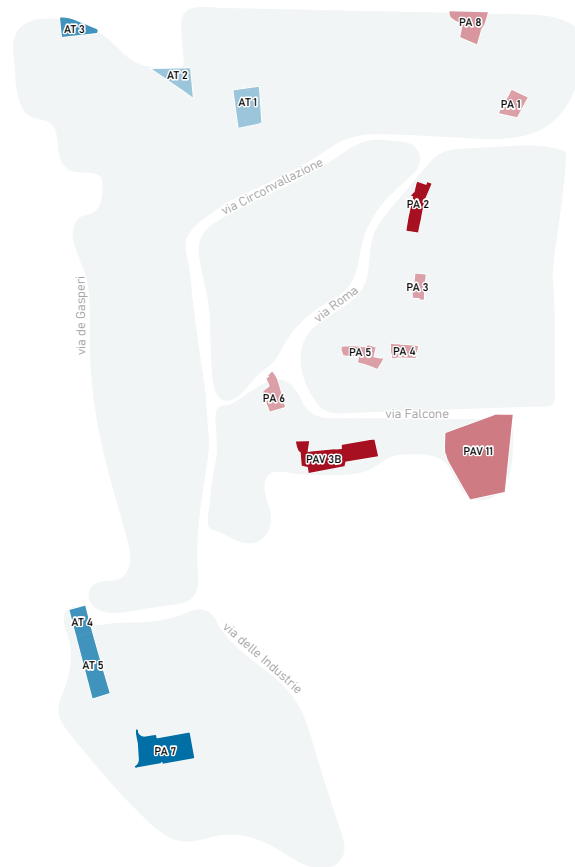 PA 8
AT 3
AT 2
AT 1
PA 1
via Circonvallazione
PA 2
via de Gasperi
PA 3
via Roma
PA 5
PA 4
PA 6
via Falcone
PAV 3B
PAV 11
AT 4
via delle Industrie
AT 5
PA 7